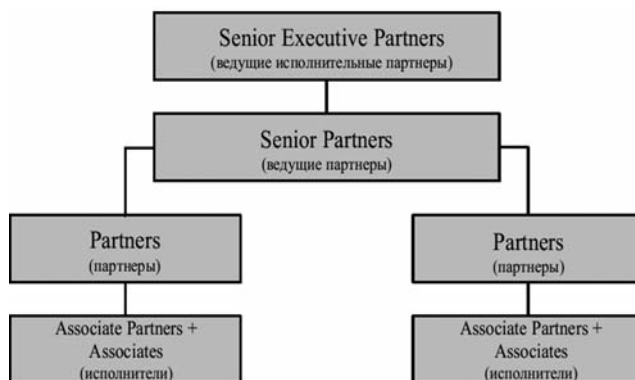 Senior Executive Partners
(ведущие исполнительные партнеры)
Senior Partners
(ведущие партнеры)
Partners
(партнеры)
Partners
(партнеры)
Associate Partners +
Associates
(исполнители)
Associate Partners +
Associates
(исполнители)